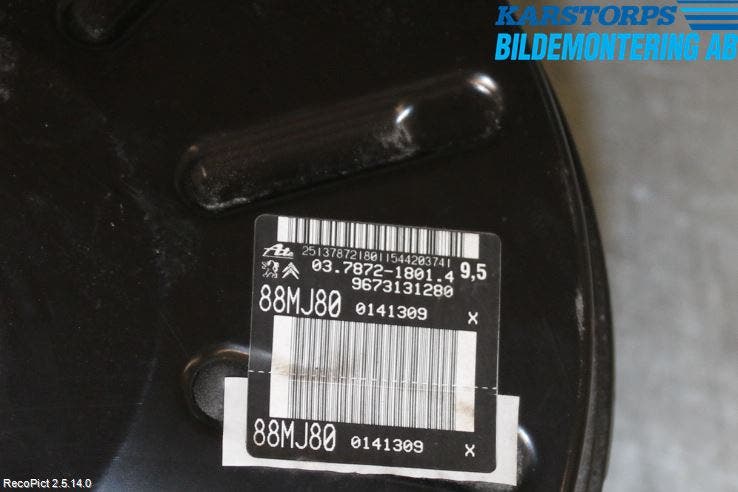 KARSTORPS
BILDEMONTERING AB
Ate
2513787218011544203741
03.7872-1801.4 9,5
9673131280
88MJ80 0141309 X
88MJ80 0141309 X
RecoPict 2.5.14.0